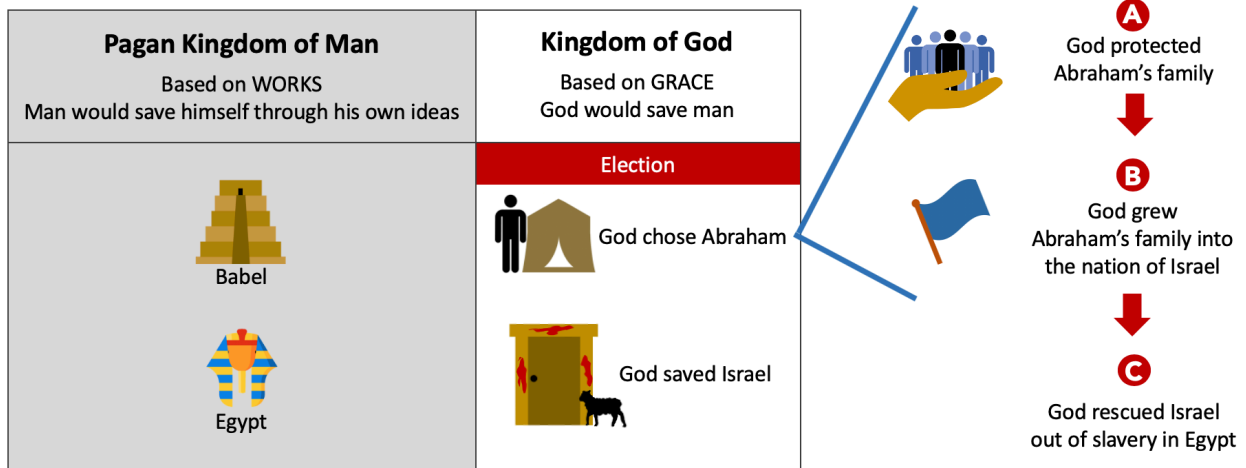 Pagan Kingdom of Man
Based on WORKS
Man would save himself through his own ideas
Kingdom of God
Based on GRACE
God would save man
Election
Babel
God chose Abraham
Egypt
God saved Israel
A
God protected
Abraham's family
B
God grew
Abraham's family into
the nation of Israel
C
God rescued Israel
out of slavery in Egypt